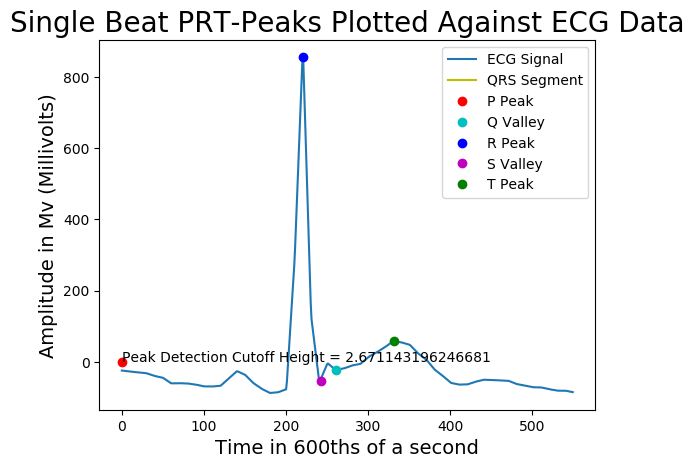 Single Beat PRT-Peaks Plotted Against ECG Data
Amplitude in Mv (Millivolts)
800
600
400
200
0
ECG Signal
QRS Segment
P Peak
Q Valley
R Peak
S Valley
T Peak
Peak Detection Cutoff Height = 2.671143196246681
0 100 200 300 400 500
Time in 600ths of a second